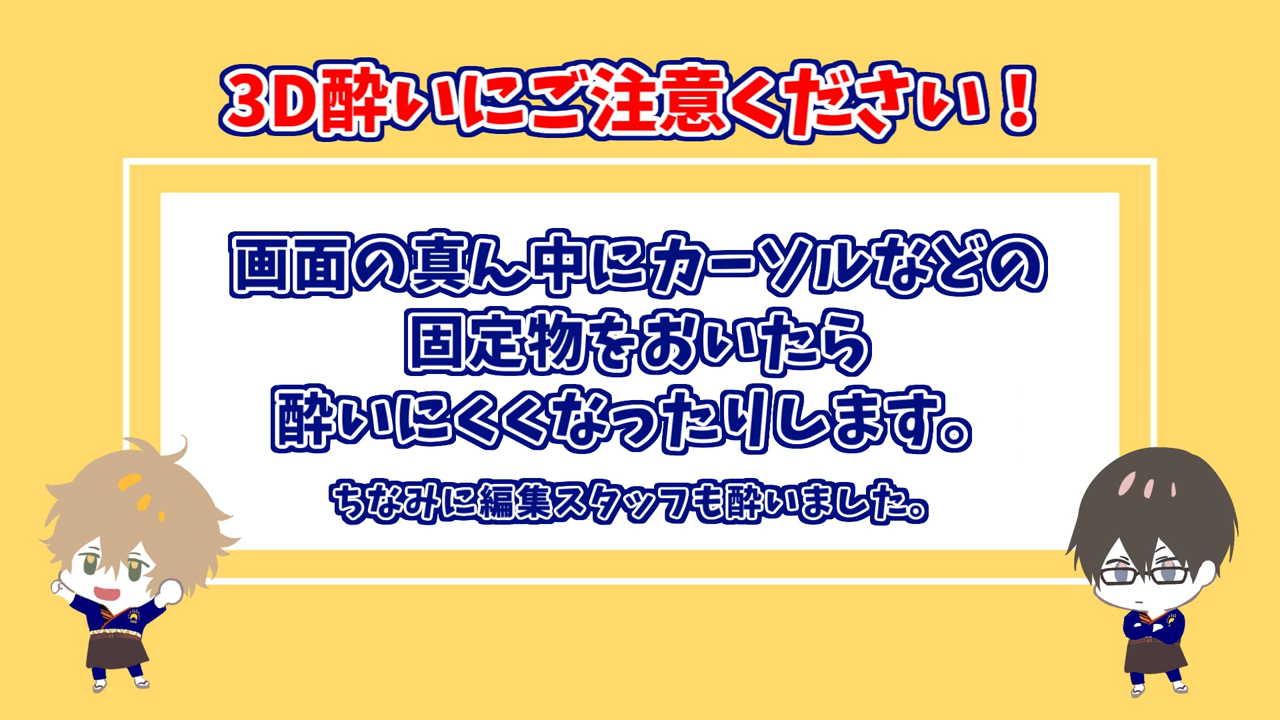 3D酔いにご注意ください！
画面の真ん中にカーソルなどの
固定物をおいたら
酔いにくくなったりします。
ちなみに編集スタッフも酔いました。